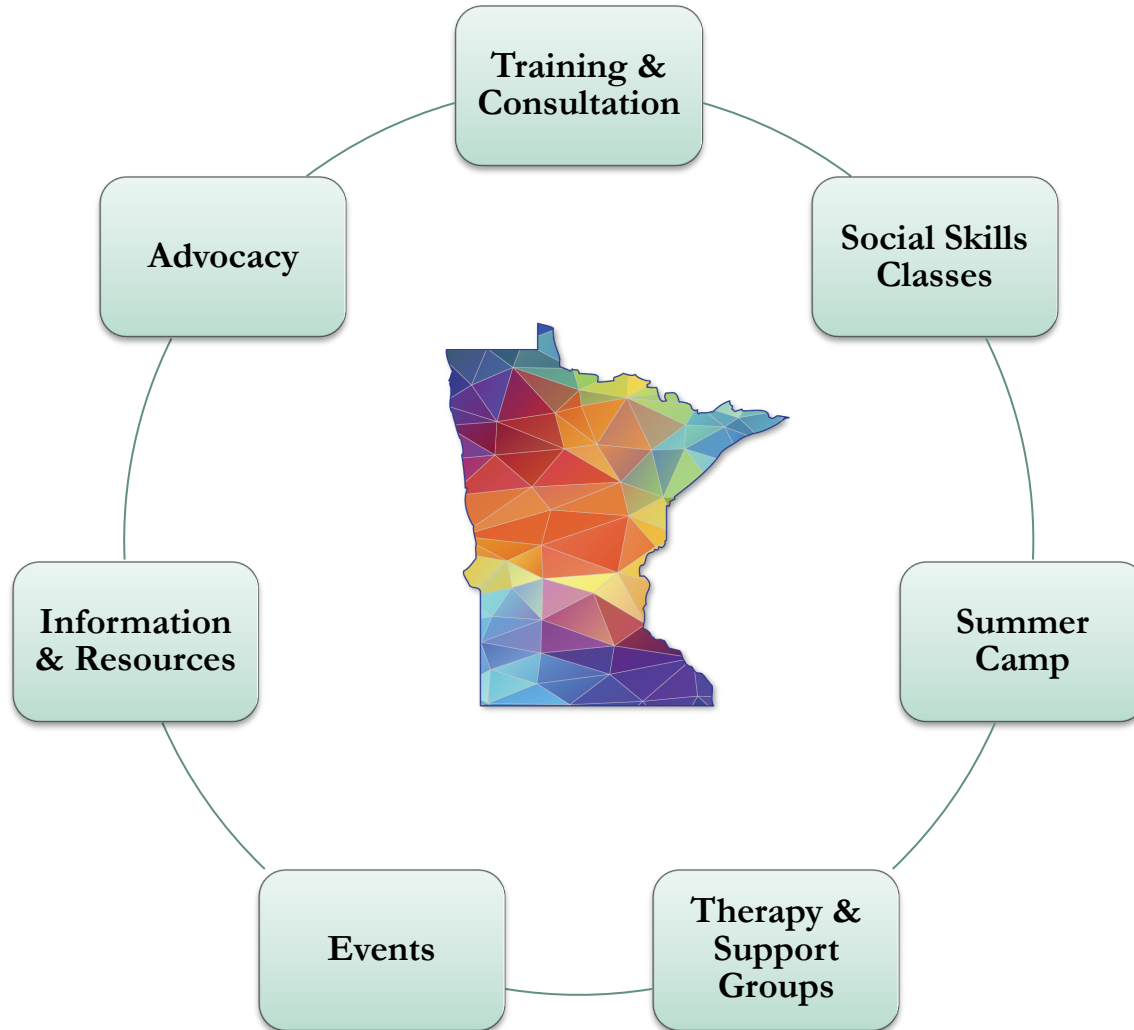 Training &
Consultation
Social Skills
Classes
Summer
Camp
Therapy &
Support
Groups
Events
Information
& Resources
Advocacy